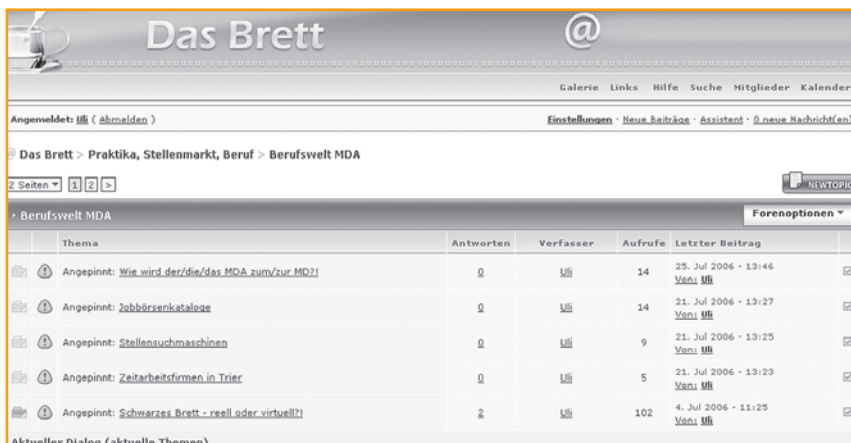 Das Brett @
Galerie Links Hilfe Suche Mitglieder Kalender
Angemeldet: Uli ( Abmelden ) Einstellungen · Neue Beiträge · Assistent · 0 neue Nachricht(en)
@ Das Brett > Praktika, Stellenmarkt, Beruf > Berufswelt MDA
2 Seiten 1 2 > NEWTOPIC
Berufswelt MDA Forenoptionen
Thema Antworten Verfasser Aufrufe Letzter Beitrag
Angepinnt: Wie wird der/die/das MDA zum/zur MD?! 0 Uli 14 25. Jul 2006 - 13:46
Von: Uli
Angepinnt: Jobbörsenkataloge 0 Uli 14 21. Jul 2006 - 13:27
Von: Uli
Angepinnt: Stellensuchmaschinen 0 Uli 9 21. Jul 2006 - 13:25
Von: Uli
Angepinnt: Zeitarbeitsfirmen in Trier 0 Uli 5 21. Jul 2006 - 13:23
Von: Uli
Angepinnt: Schwarzes Brett - reell oder virtuell?! 2 Uli 102 4. Jul 2006 - 11:25
Von: Uli
Aktueller Dialog (aktuelle Themen)